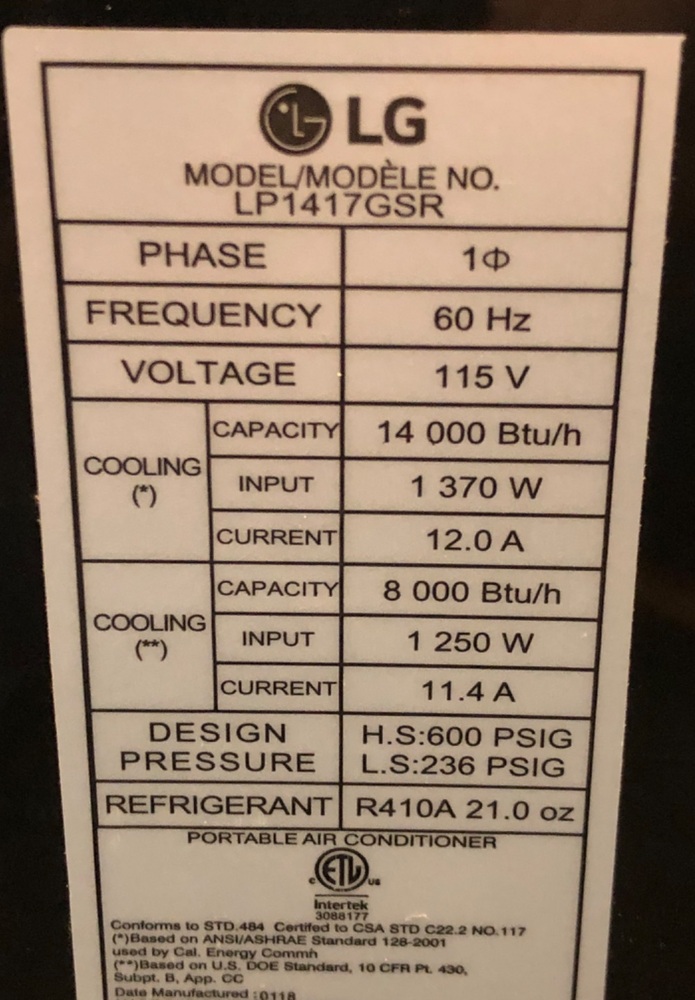 LG
MODEL/MODÈLE NO.
LP1417GSR
PHASE 1Φ
FREQUENCY 60 Hz
VOLTAGE 115 V
COOLING (*)
CAPACITY 14 000 Btu/h
INPUT 1 370 W
CURRENT 12.0 A
COOLING (**)
CAPACITY 8 000 Btu/h
INPUT 1 250 W
CURRENT 11.4 A
DESIGN PRESSURE
H.S:600 PSIG
L.S:236 PSIG
REFRIGERANT R410A 21.0 oz
PORTABLE AIR CONDITIONER
C ETL US
Intertek
3088177
Conforms to STD.484 Certifed to CSA STD C22.2 NO.117
(*)Based on ANSI/ASHRAE Standard 128-2001
used by Cal. Energy Commh
(**)Based on U.S. DOE Standard, 10 CFR Pt. 430,
Subpt. B, App. CC
Date Manufactured : 0118